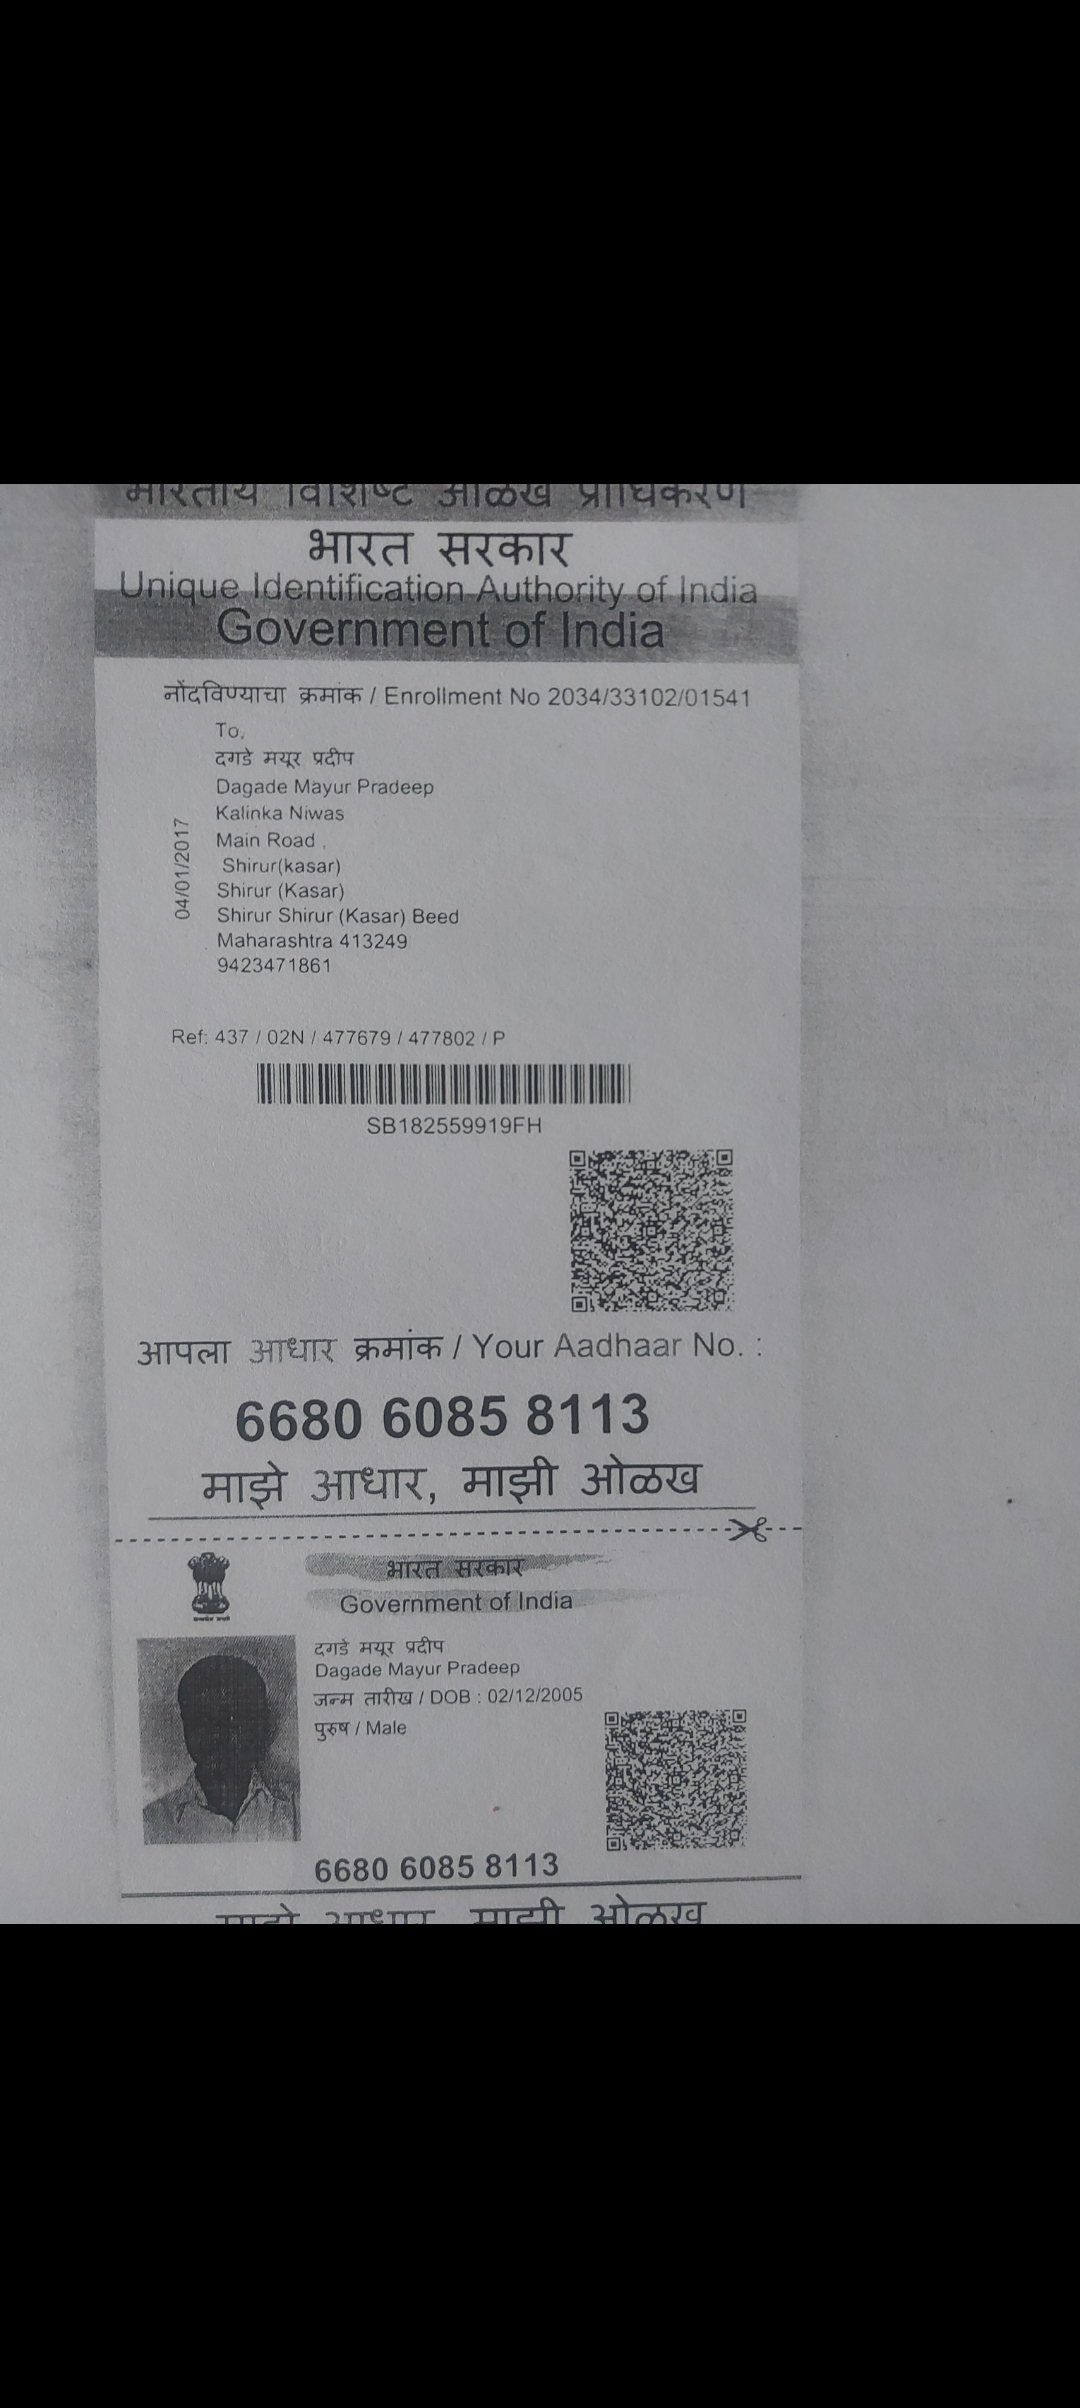 भारतीय विशिष्ट ओळख प्राधिकरण
भारत सरकार
Unique Identification Authority of India
Government of India
नोंदविण्याचा क्रमांक / Enrollment No 2034/33102/01541
To,
दगडे मयूर प्रदीप
Dagade Mayur Pradeep
Kalinka Niwas
Main Road ,
Shirur(kasar)
Shirur (Kasar)
Shirur Shirur (Kasar) Beed
Maharashtra 413249
9423471861
04/01/2017
Ref: 437 / 02N / 477679 / 477802 / P
SB182559919FH
आपला आधार क्रमांक / Your Aadhaar No. :
6680 6085 8113
माझे आधार, माझी ओळख
भारत सरकार
Government of India
दगडे मयूर प्रदीप
Dagade Mayur Pradeep
जन्म तारीख / DOB : 02/12/2005
पुरुष / Male
6680 6085 8113
माझे आधार, माझी ओळख